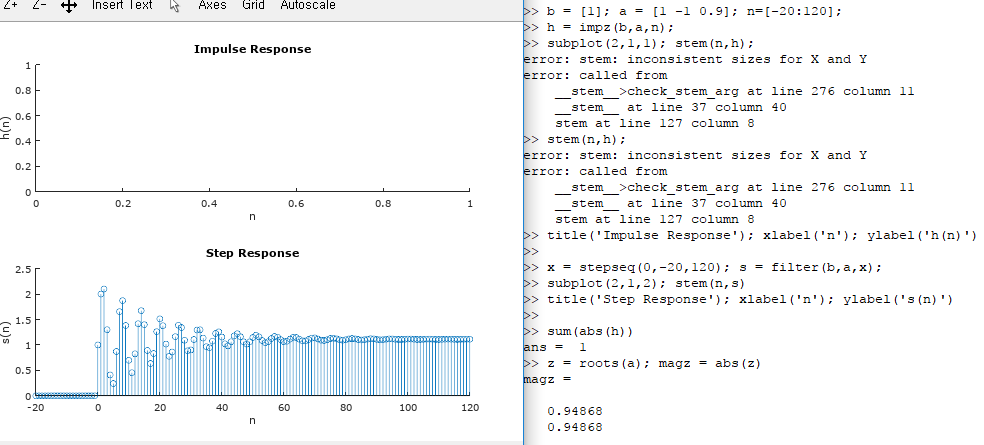 Z+ Z- Insert Text Axes Grid Autoscale
Impulse Response
1
0.8
0.6
0.4
0.2
0
h(n)
0 0.2 0.4 0.6 0.8 1
n
Step Response
2.5
2
1.5
1
0.5
0
s(n)
-20 0 20 40 60 80 100 120
n
>> b = [1]; a = [1 -1 0.9]; n=[-20:120];
>> h = impz(b,a,n);
>> subplot(2,1,1); stem(n,h);
error: stem: inconsistent sizes for X and Y
error: called from
__stem__>check_stem_arg at line 276 column 11
__stem__ at line 37 column 40
stem at line 127 column 8
>> stem(n,h);
error: stem: inconsistent sizes for X and Y
error: called from
__stem__>check_stem_arg at line 276 column 11
__stem__ at line 37 column 40
stem at line 127 column 8
>> title('Impulse Response'); xlabel('n'); ylabel('h(n)')
>>
>> x = stepseq(0,-20,120); s = filter(b,a,x);
>> subplot(2,1,2); stem(n,s)
>> title('Step Response'); xlabel('n'); ylabel('s(n)')
>>
>> sum(abs(h))
ans = 1
>> z = roots(a); magz = abs(z)
magz =
0.94868
0.94868